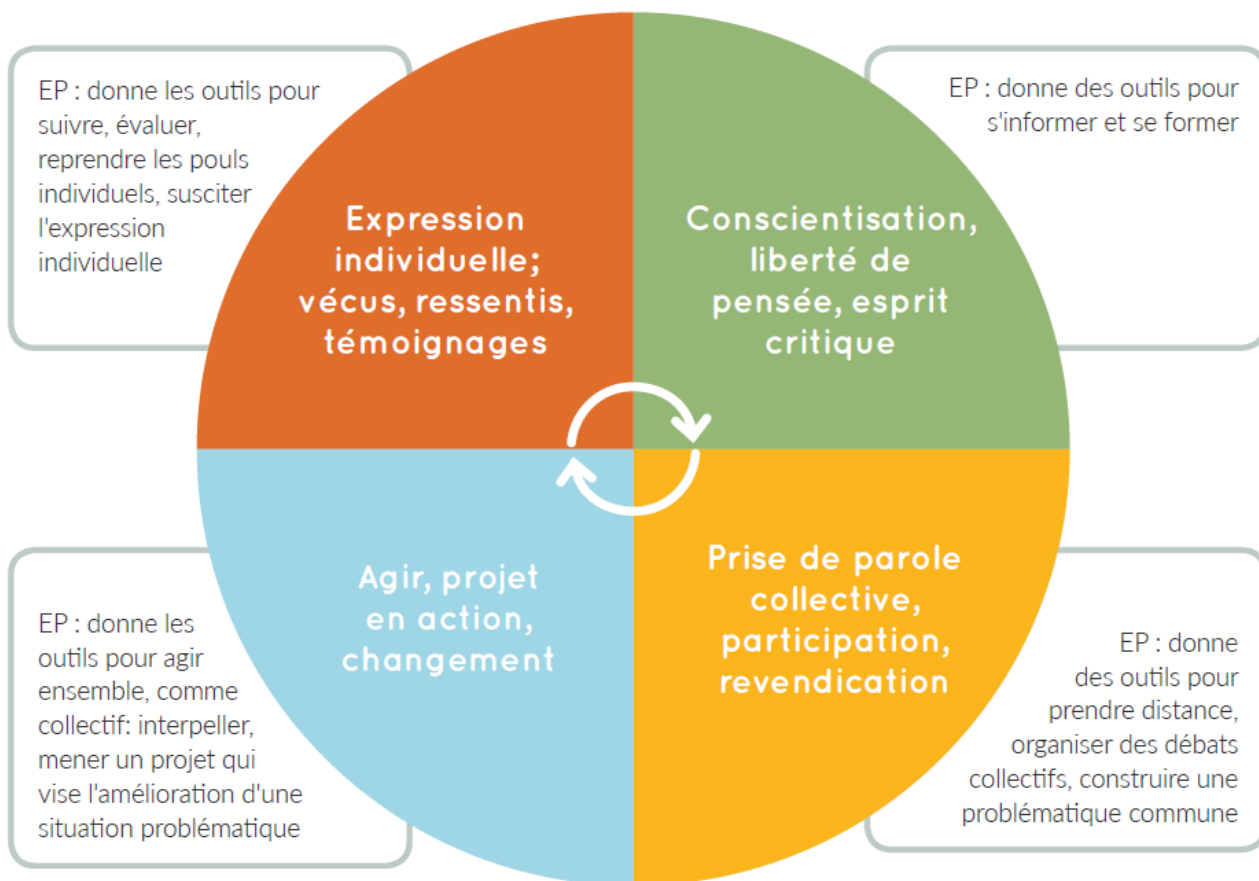 EP : donne les outils pour
suivre, évaluer,
reprendre les pouls
individuels, susciter
l'expression
individuelle
Expression
individuelle;
vécus, ressentis,
témoignages
EP : donne des outils pour
s'informer et se former
Conscientisation,
liberté de
pensée, esprit
critique
EP : donne les
outils pour agir
ensemble, comme
collectif: interpeller,
mener un projet qui
vise l'amélioration d'une
situation problématique
Agir, projet
en action,
changement
Prise de parole
collective,
participation,
revendication
EP : donne
des outils pour
prendre distance,
organiser des débats
collectifs, construire une
problématique commune